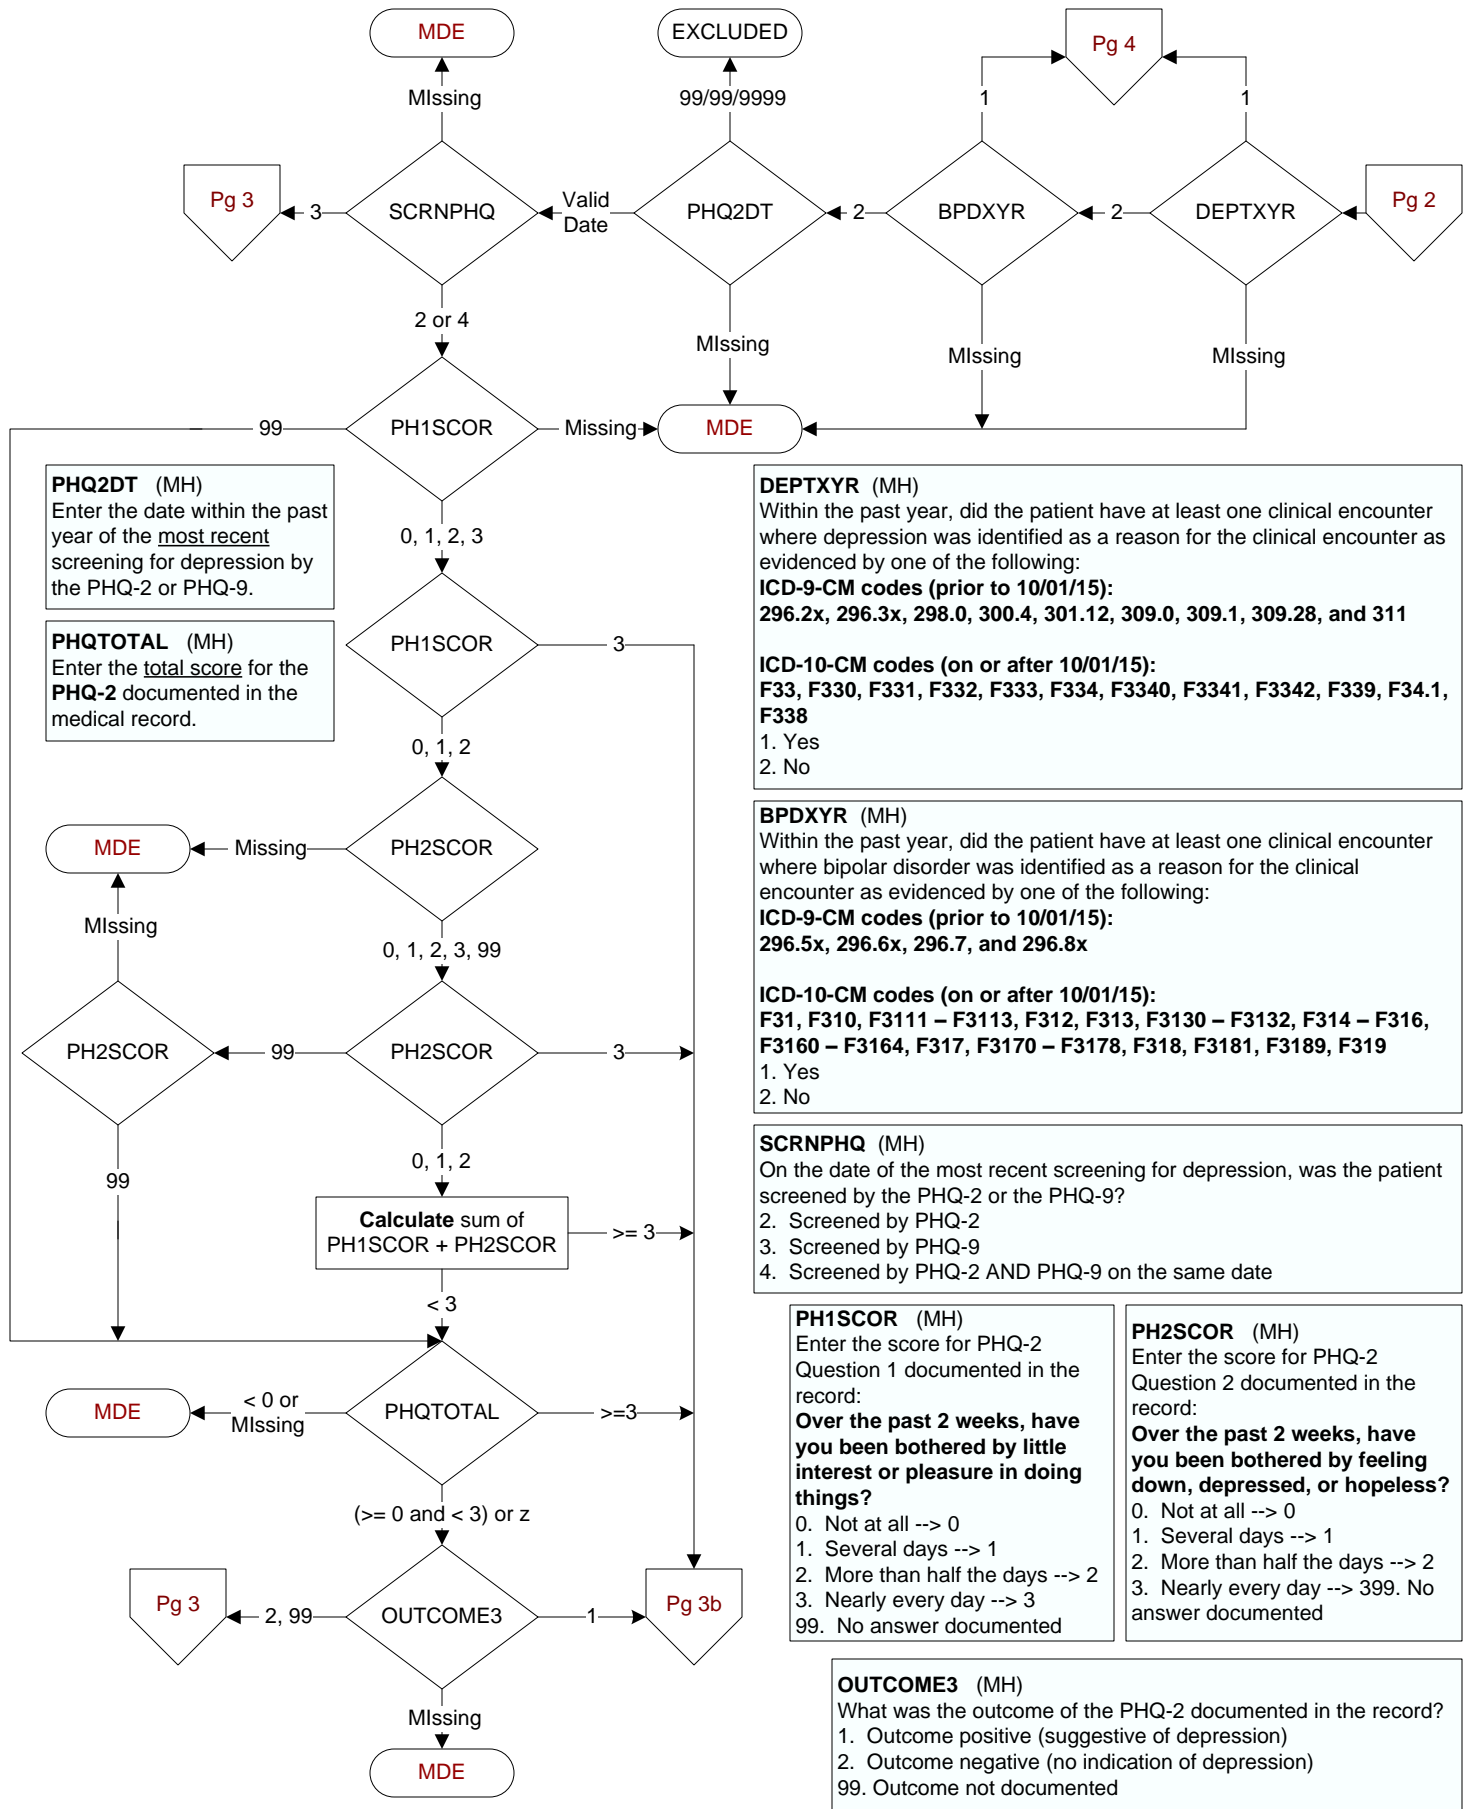 MDE
EXCLUDED
Pg 4
MIssing
99/99/9999
1
1
Pg 3
3
SCRNPHQ
Valid
Date
PHQ2DT
2
BPDXYR
2
DEPTXYR
Pg 2
2 or 4
MIssing
MIssing
MIssing
99
PH1SCOR
Missing
MDE
PHQ2DT (MH)
Enter the date within the past
year of the most recent
screening for depression by
the PHQ-2 or PHQ-9.
0, 1, 2, 3
PHQTOTAL (MH)
Enter the total score for the
PHQ-2 documented in the
medical record.
PH1SCOR
3
0, 1, 2
DEPTXYR (MH)
Within the past year, did the patient have at least one clinical encounter
where depression was identified as a reason for the clinical encounter as
evidenced by one of the following:
ICD-9-CM codes (prior to 10/01/15):
296.2x, 296.3x, 298.0, 300.4, 301.12, 309.0, 309.1, 309.28, and 311
ICD-10-CM codes (on or after 10/01/15):
F33, F330, F331, F332, F333, F334, F3340, F3341, F3342, F339, F34.1,
F338
1. Yes
2. No
MDE
Missing
PH2SCOR
MIssing
0, 1, 2, 3, 99
PH2SCOR
99
PH2SCOR
3
BPDXYR (MH)
Within the past year, did the patient have at least one clinical encounter
where bipolar disorder was identified as a reason for the clinical
encounter as evidenced by one of the following:
ICD-9-CM codes (prior to 10/01/15):
296.5x, 296.6x, 296.7, and 296.8x
ICD-10-CM codes (on or after 10/01/15):
F31, F310, F3111 – F3113, F312, F313, F3130 – F3132, F314 – F316,
F3160 – F3164, F317, F3170 – F3178, F318, F3181, F3189, F319
1. Yes
2. No
99
0, 1, 2
Calculate sum of
PH1SCOR + PH2SCOR
>= 3
< 3
SCRNPHQ (MH)
On the date of the most recent screening for depression, was the patient
screened by the PHQ-2 or the PHQ-9?
2. Screened by PHQ-2
3. Screened by PHQ-9
4. Screened by PHQ-2 AND PHQ-9 on the same date
MDE
< 0 or
MIssing
PHQTOTAL
>=3
(>= 0 and < 3) or z
PH1SCOR (MH)
Enter the score for PHQ-2
Question 1 documented in the
record:
Over the past 2 weeks, have
you been bothered by little
interest or pleasure in doing
things?
0. Not at all --> 0
1. Several days --> 1
2. More than half the days --> 2
3. Nearly every day --> 3
99. No answer documented
PH2SCOR (MH)
Enter the score for PHQ-2
Question 2 documented in the
record:
Over the past 2 weeks, have
you been bothered by feeling
down, depressed, or hopeless?
0. Not at all --> 0
1. Several days --> 1
2. More than half the days --> 2
3. Nearly every day --> 399. No
answer documented
Pg 3
2, 99
OUTCOME3
1
Pg 3b
MIssing
MDE
OUTCOME3 (MH)
What was the outcome of the PHQ-2 documented in the record?
1. Outcome positive (suggestive of depression)
2. Outcome negative (no indication of depression)
99. Outcome not documented